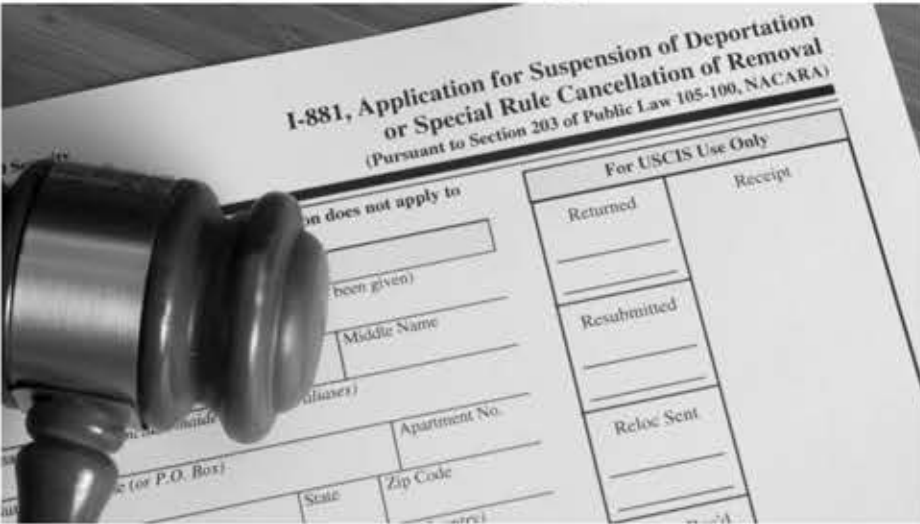 I-881, Application for Suspension of Deportation
or Special Rule Cancellation of Removal
(Pursuant to Section 203 of Public Law 105-100, NACARA)
does not apply to
For USCIS Use Only
Returned
Receipt
been given)
Resubmitted
Middle Name
aliases)
Reloc Sent
Apartment No.
(or P.O. Box)
State
Zip Code